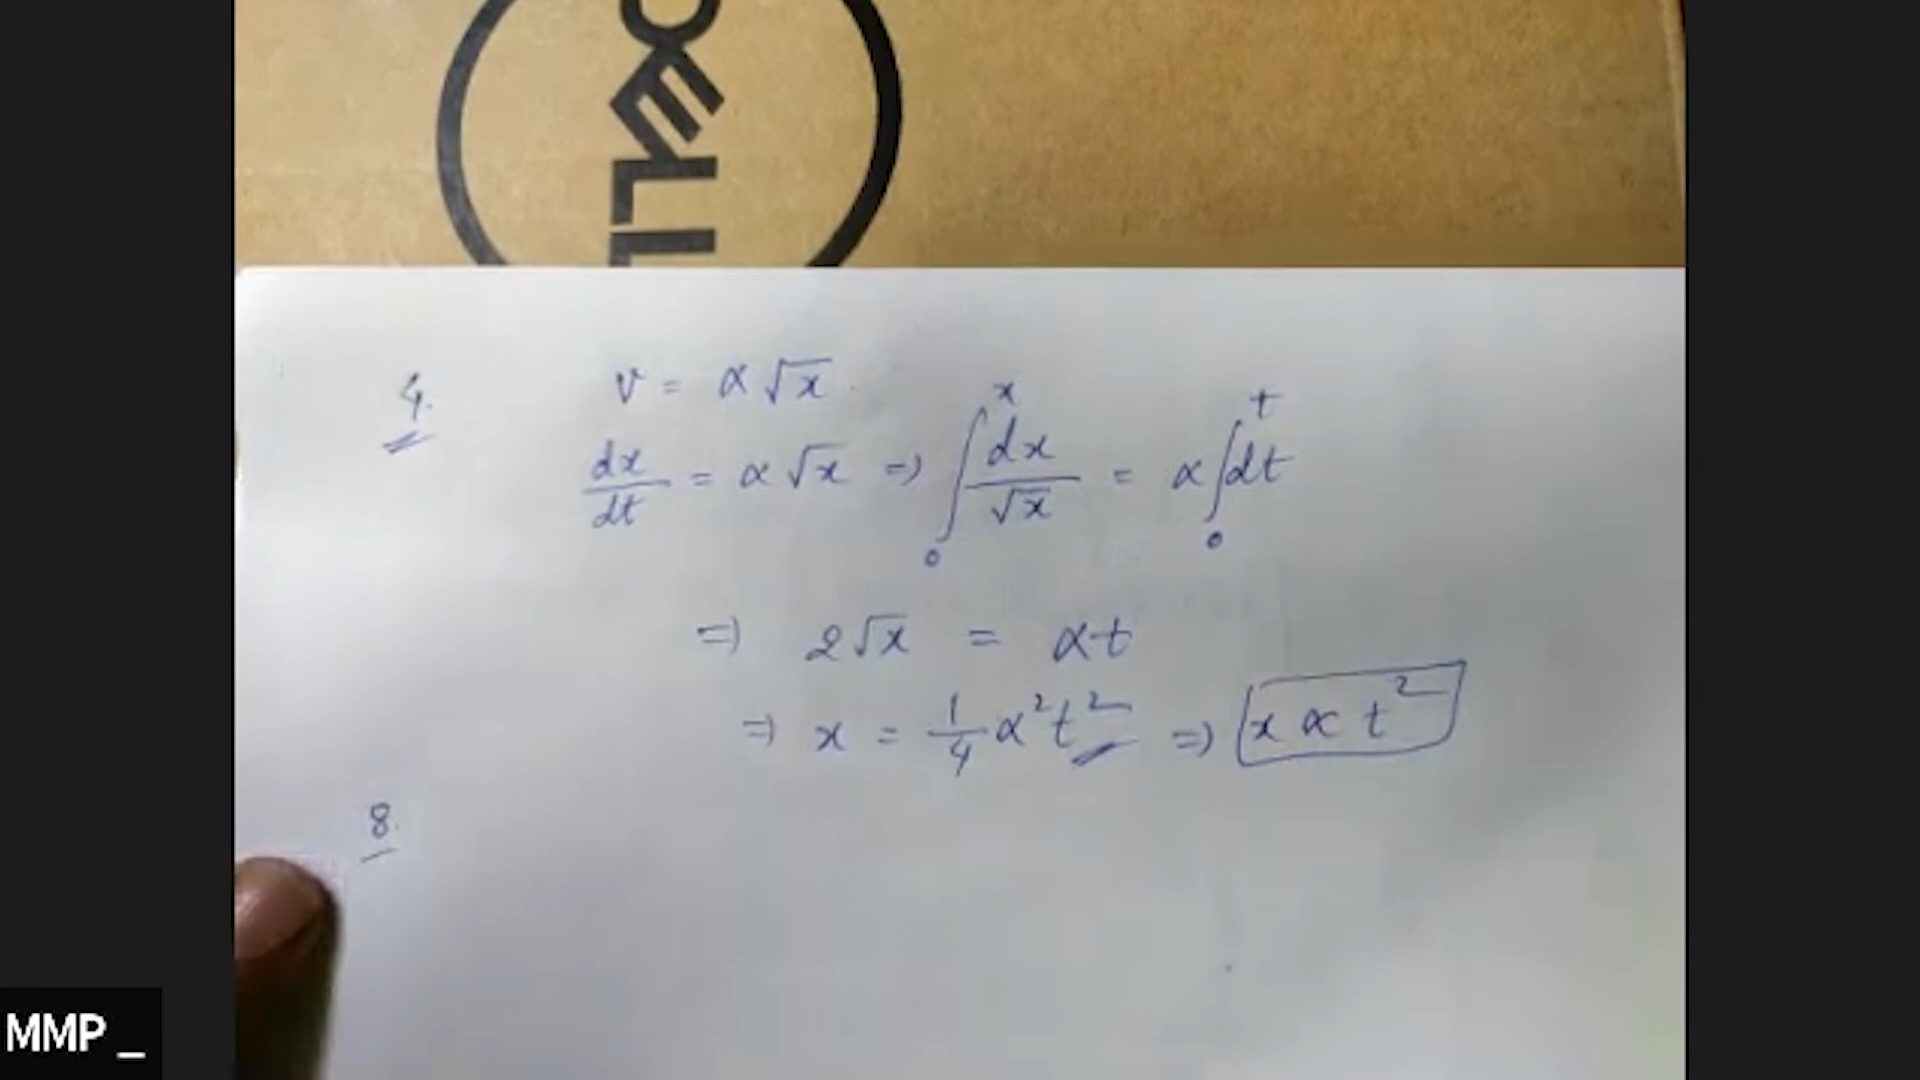 DELL
4. v = α √x
dx/dt = α √x => ∫₀ˣ dx/√x = α ∫₀ᵗ dt
=> 2√x = αt
=> x = 1/4 α²t² => x ∝ t²
8.
MMP _